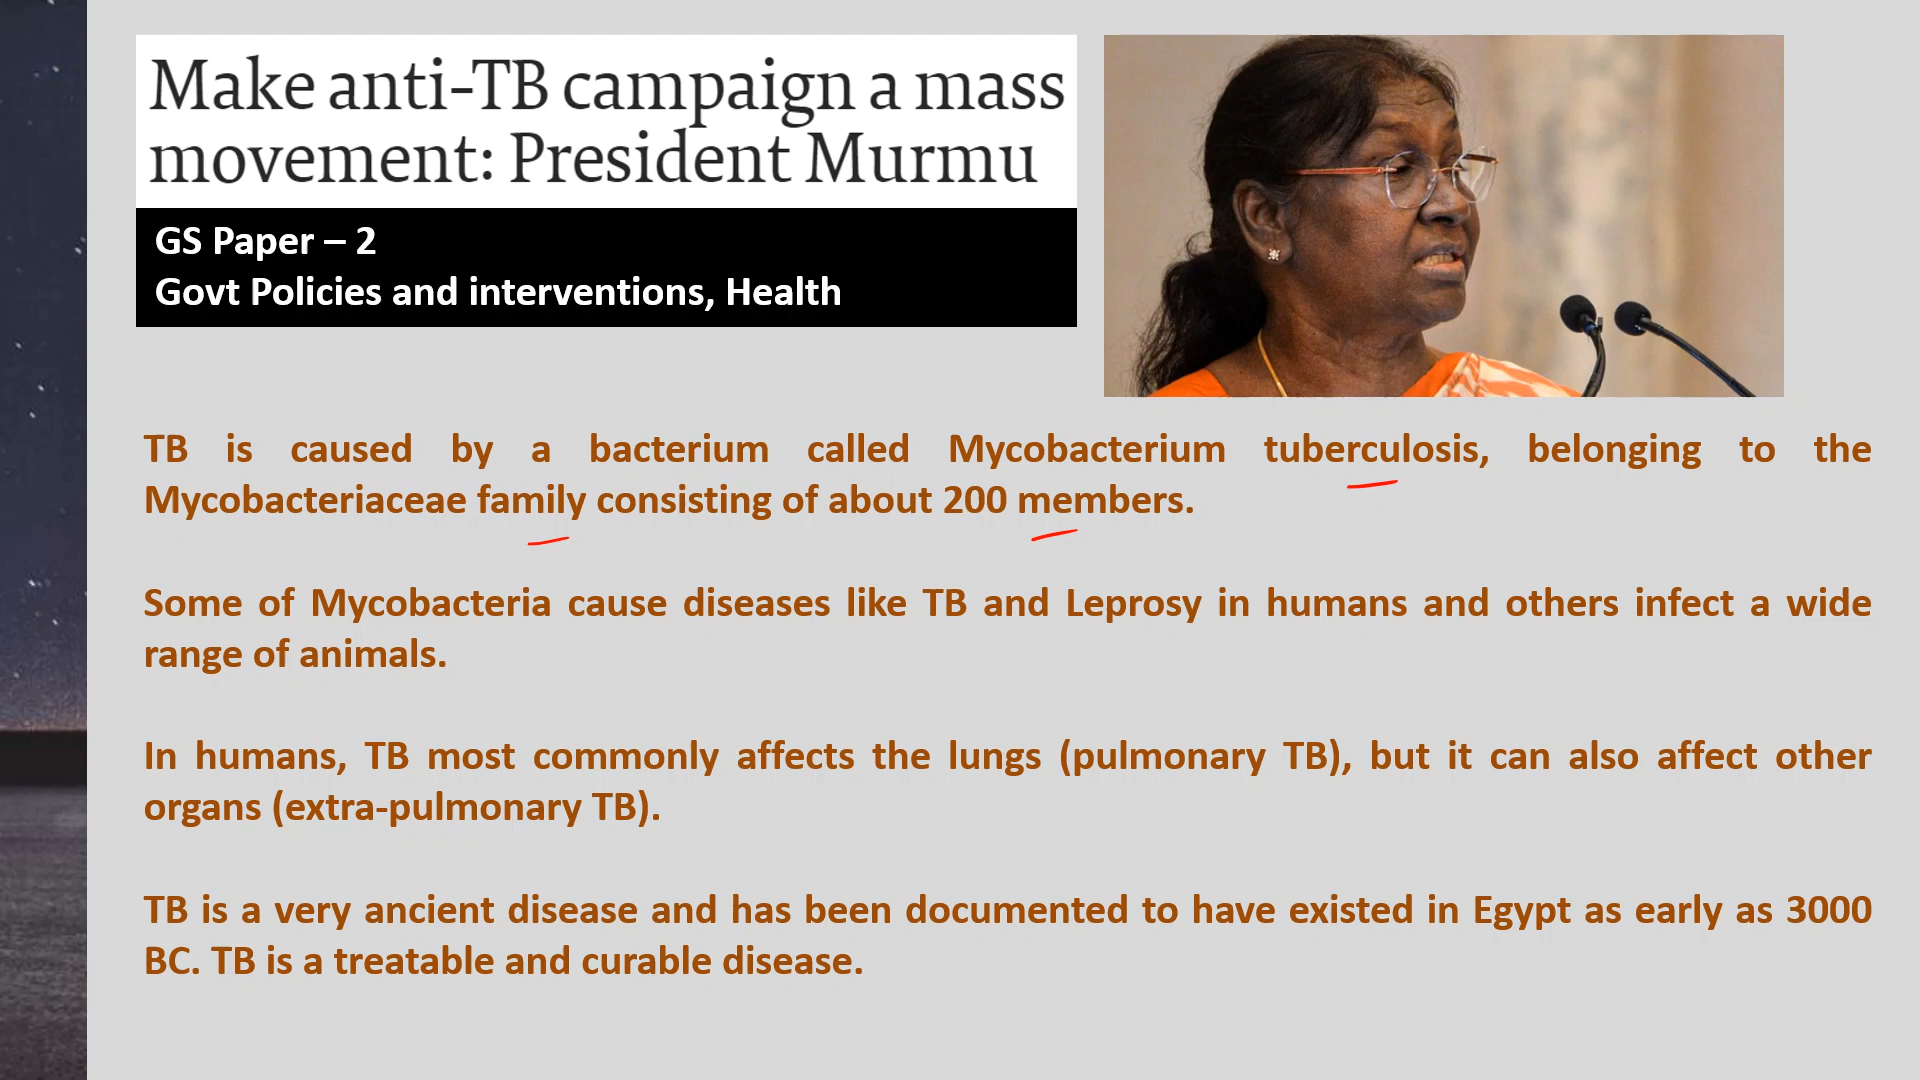 Make anti-TB campaign a mass
movement: President Murmu
GS Paper – 2
Govt Policies and interventions, Health
TB is caused by a bacterium called Mycobacterium tuberculosis, belonging to the
Mycobacteriaceae family consisting of about 200 members.
Some of Mycobacteria cause diseases like TB and Leprosy in humans and others infect a wide
range of animals.
In humans, TB most commonly affects the lungs (pulmonary TB), but it can also affect other
organs (extra-pulmonary TB).
TB is a very ancient disease and has been documented to have existed in Egypt as early as 3000
BC. TB is a treatable and curable disease.